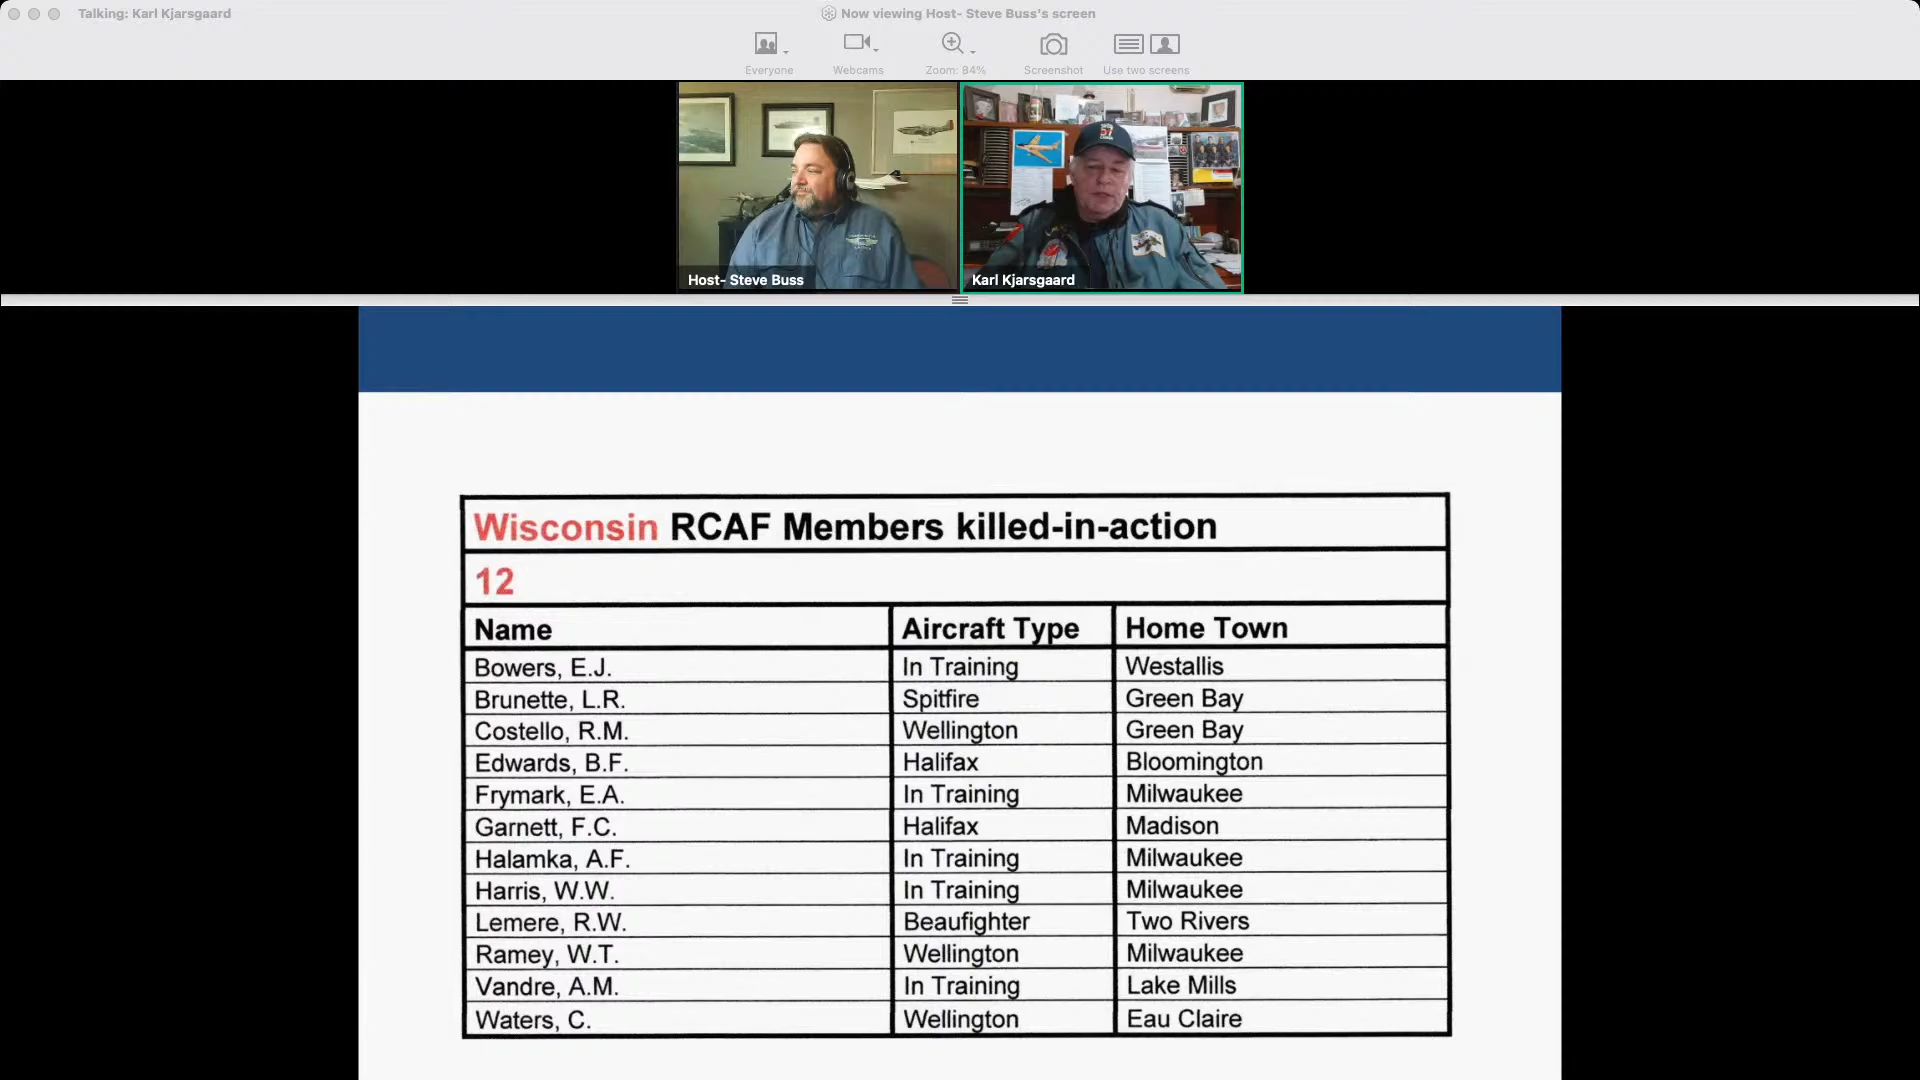 Talking: Karl Kjarsgaard
Now viewing Host- Steve Buss's screen
Everyone Webcams Zoom: 84% Screenshot Use two screens
Host- Steve Buss Karl Kjarsgaard
Wisconsin RCAF Members killed-in-action
12
Name Aircraft Type Home Town
Bowers, E.J. In Training Westallis
Brunette, L.R. Spitfire Green Bay
Costello, R.M. Wellington Green Bay
Edwards, B.F. Halifax Bloomington
Frymark, E.A. In Training Milwaukee
Garnett, F.C. Halifax Madison
Halamka, A.F. In Training Milwaukee
Harris, W.W. In Training Milwaukee
Lemere, R.W. Beaufighter Two Rivers
Ramey, W.T. Wellington Milwaukee
Vandre, A.M. In Training Lake Mills
Waters, C. Wellington Eau Claire